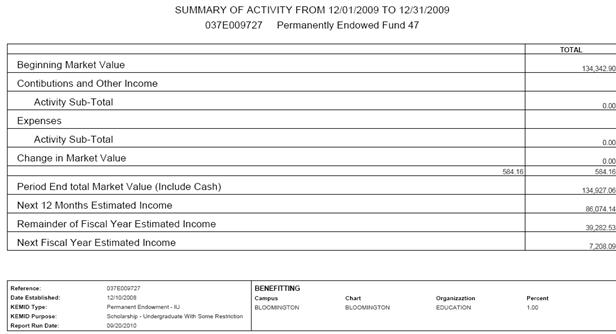 SUMMARY OF ACTIVITY FROM 12/01/2009 TO 12/31/2009
037E009727 Permanently Endowed Fund 47
TOTAL
Beginning Market Value 134,342.90
Contibutions and Other Income
Activity Sub-Total 0.00
Expenses
Activity Sub-Total 0.00
Change in Market Value 0.00
584.16 584.16
Period End total Market Value (Include Cash) 134,927.06
Next 12 Months Estimated Income 86,074.14
Remainder of Fiscal Year Estimated Income 39,282.53
Next Fiscal Year Estimated Income 7,208.09
Reference: 037E009727
Date Established: 12/10/2008
KEMID Type: Permanent Endowment - IU
KEMID Purpose: Scholarship - Undergraduate With Some Restriction
Report Run Date: 09/20/2010
BENEFITTING
Campus Chart Organizaztion Percent
BLOOMINGTON BLOOMINGTON EDUCATION 1.00